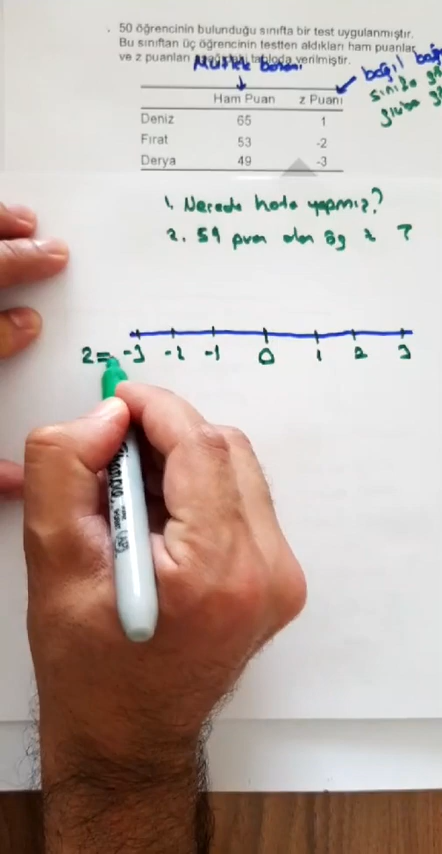 50 öğrencinin bulunduğu sınıfta bir test uygulanmıştır.
Bu sınıftan üç öğrencinin testten aldıkları ham puanlar
ve z puanları tabloda verilmiştir.
bağıl
Ham Puan z Puanı
Deniz 65 1
Fırat 53 -2
Derya 49 -3
1. Nerede hata yapmış?
2. 59 puan alan öğ z ?
z= -3 -2 -1 0 1 2 3